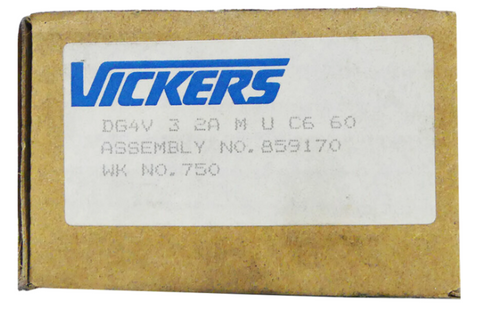 VICKERS
DG4V 3 2A M U C6 60
ASSEMBLY NO.859170
WK NO.750